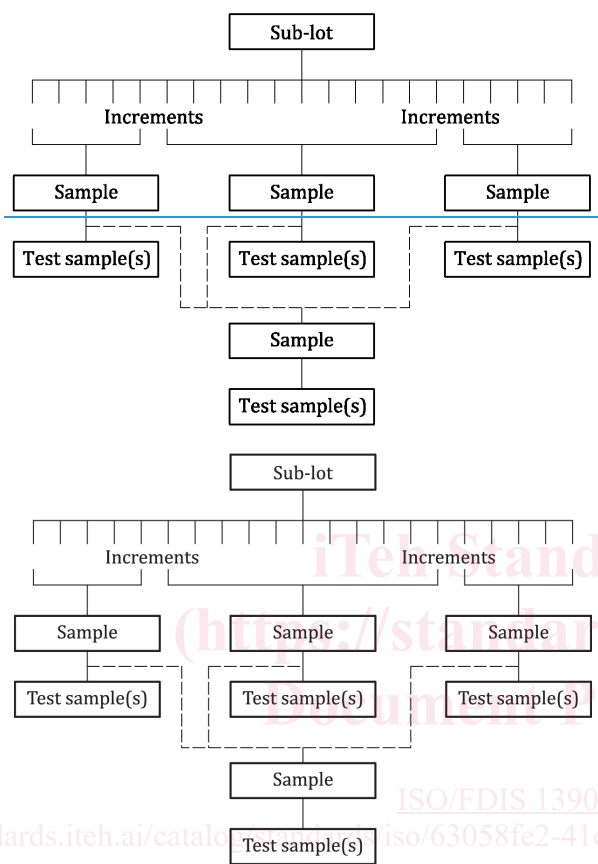 Sub-lot
Increments Increments
Sample Sample Sample
Test sample(s) Test sample(s) Test sample(s)
Sample
Test sample(s)
Sub-lot
iTeh Stand
Increments Increments
(https://standar
Sample Sample Sample
Document P
Test sample(s) Test sample(s) Test sample(s)
Sample
ISO/FDIS 1390
dards.iteh.ai/catalog/standards/iso/63058fe2-41c
Test sample(s)